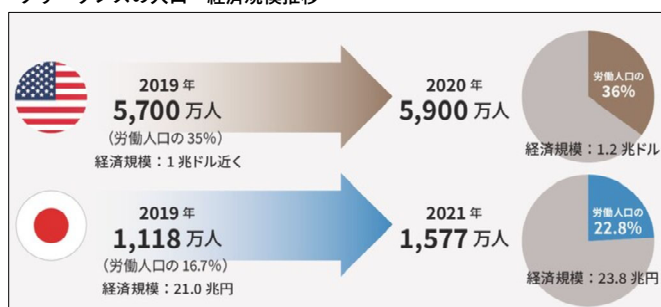 2019 年
5,700 万人
(労働人口の 35%)
経済規模：1 兆ドル近く
2020 年
5,900 万人
労働人口の
36%
経済規模：1.2 兆ドル
2019 年
1,118 万人
(労働人口の 16.7%)
経済規模：21.0 兆円
2021 年
1,577 万人
労働人口の
22.8%
経済規模：23.8 兆円